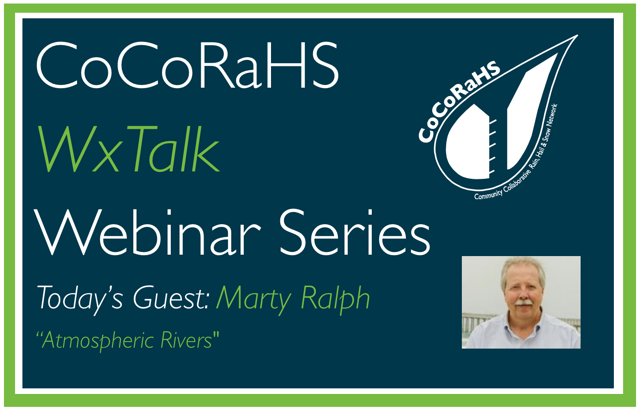 CoCoRaHS
WxTalk
Webinar Series
Today's Guest: Marty Ralph
“Atmospheric Rivers"
CoCoRaHS
Community Collaborative Rain, Hail & Snow Network